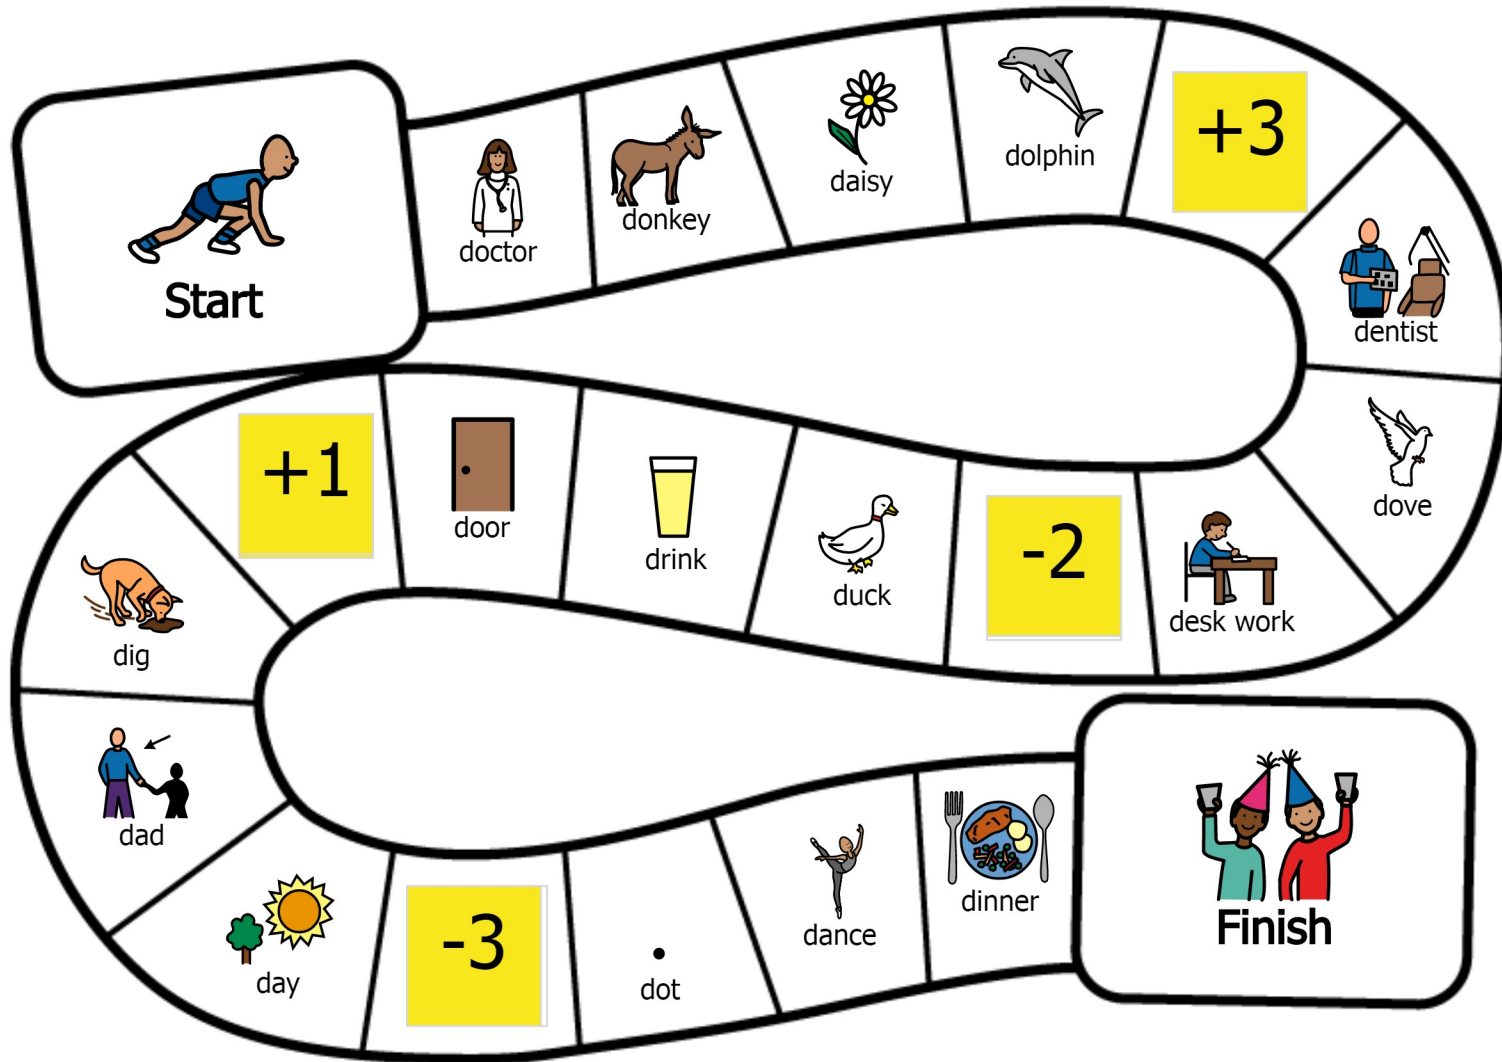 Start
doctor
donkey
daisy
dolphin
+3
dentist
dove
desk work
-2
duck
drink
door
+1
dig
dad
day
-3
dot
dance
dinner
Finish